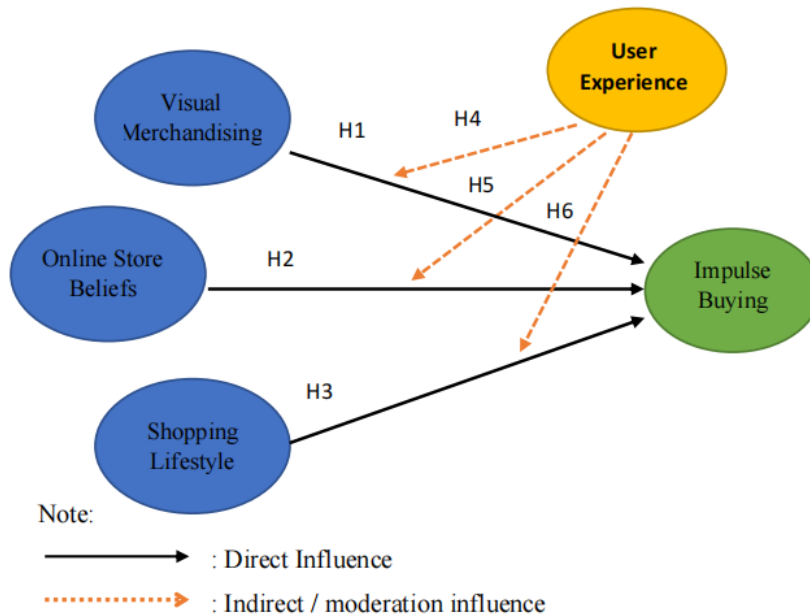 User
Experience
Visual
Merchandising
H1
H4
H5
H6
Online Store
Beliefs
H2
Impulse
Buying
H3
Shopping
Lifestyle
Note:
: Direct Influence
: Indirect / moderation influence